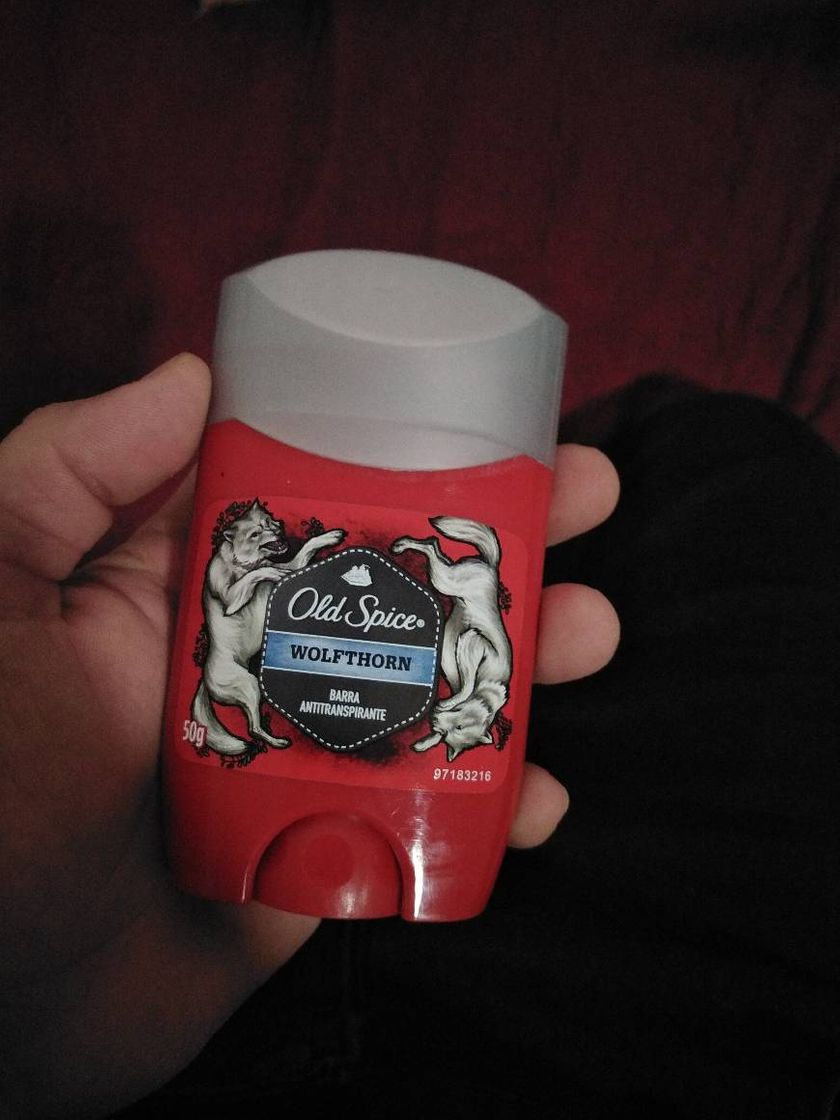 Old Spice®
WOLFTHORN
BARRA
ANTITRANSPIRANTE
50g
97183216